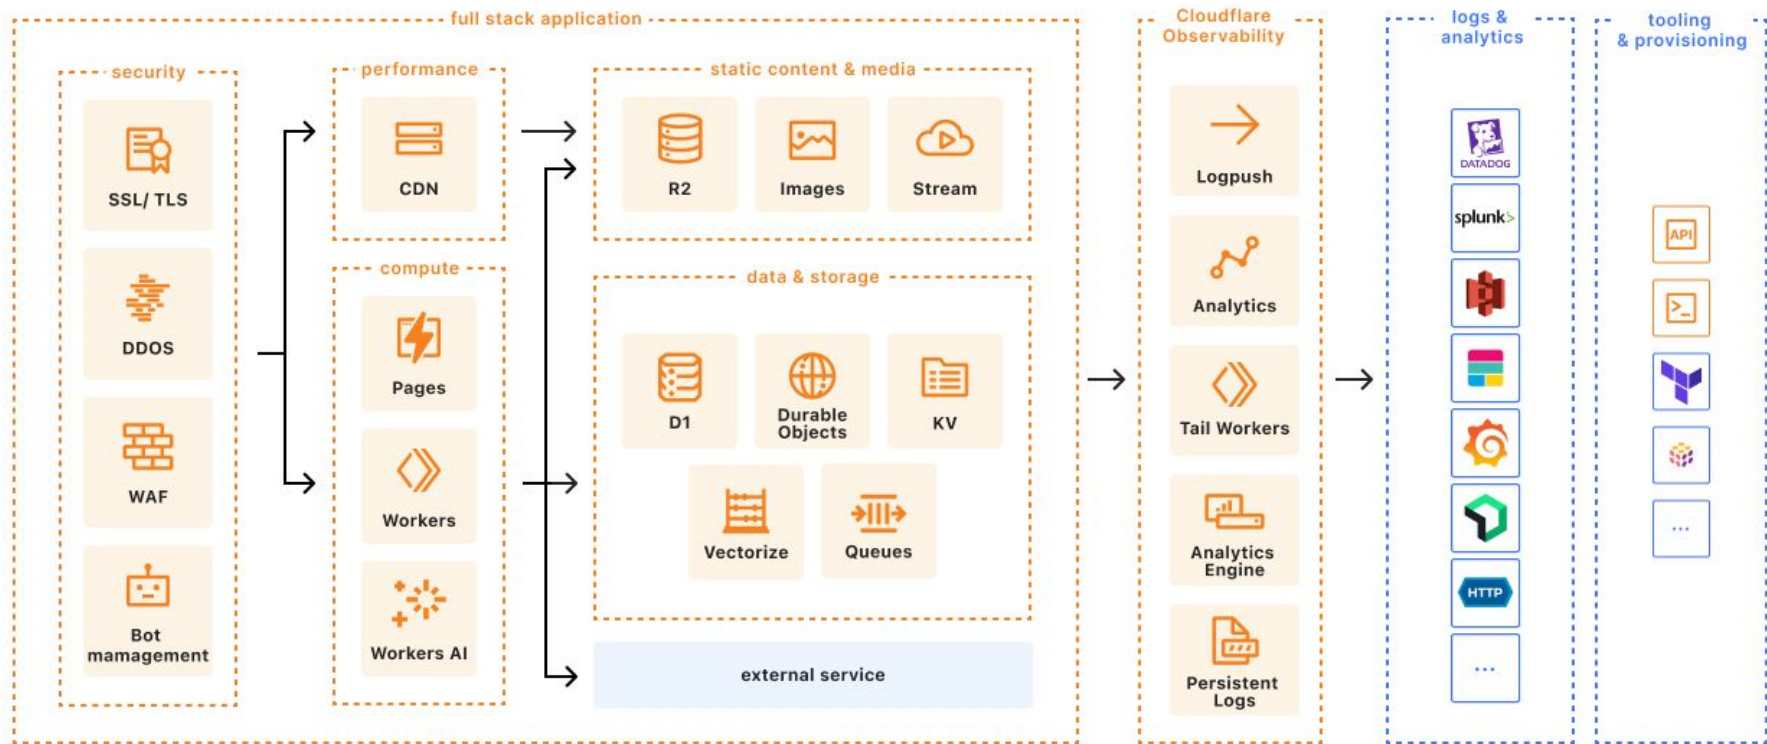 full stack application
security
SSL/ TLS
DDOS
WAF
Bot
mamagement
performance
CDN
compute
Pages
Workers
Workers AI
static content & media
R2
Images
Stream
data & storage
D1
Durable
Objects
KV
Vectorize
Queues
external service
Cloudflare
Observability
Logpush
Analytics
Tail Workers
Analytics
Engine
Persistent
Logs
logs &
analytics
DATADOG
splunk>
HTTP
...
tooling
& provisioning
API
>_
...